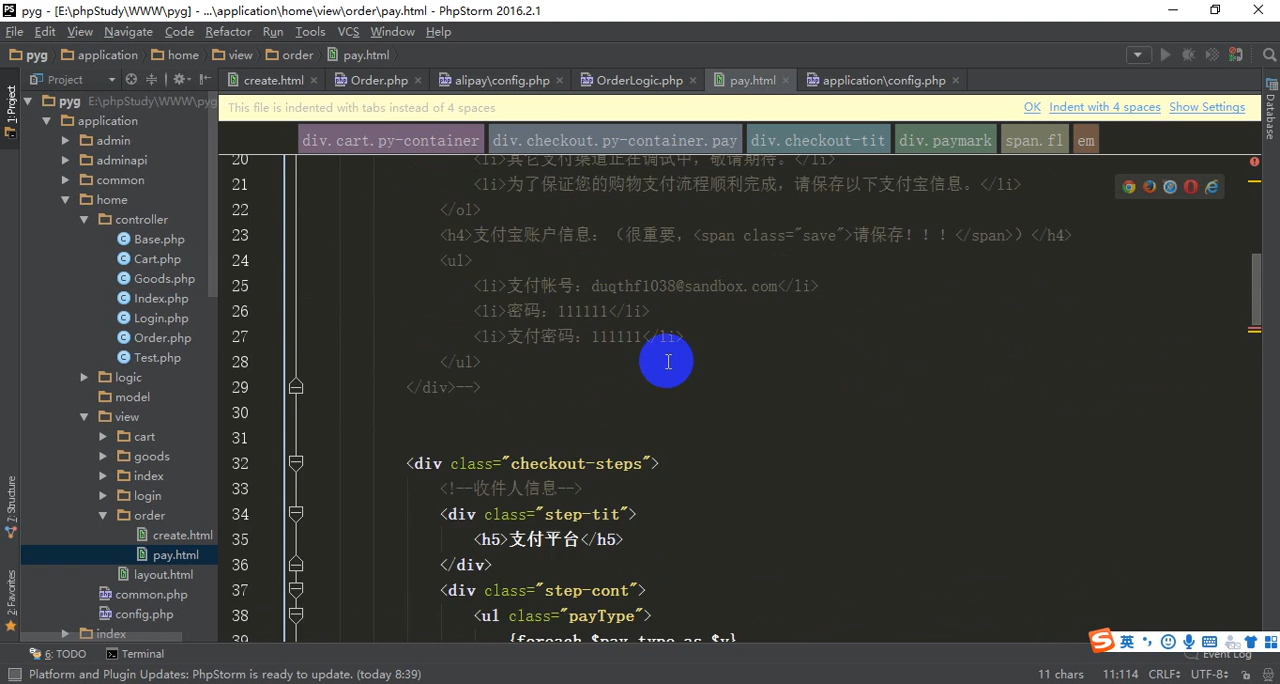 pyg - [E:\phpStudy\WWW\pyg] - ...\application\home\view\order\pay.html - PhpStorm 2016.2.1
File Edit View Navigate Code Refactor Run Tools VCS Window Help
pyg application home view order pay.html
Project create.html Order.php alipay\config.php OrderLogic.php pay.html application\config.php
1: Project
7: Structure
2: Favorites
Database
pyg E:\phpStudy\WWW\pyg
application
admin
adminapi
common
home
controller
Base.php
Cart.php
Goods.php
Index.php
Login.php
Order.php
Test.php
logic
model
view
cart
goods
index
login
order
create.html
pay.html
layout.html
common.php
config.php
index
This file is indented with tabs instead of 4 spaces OK Indent with 4 spaces Show Settings
div.cart.py-container div.checkout.py-container.pay div.checkout-tit div.paymark span.fl em
20 <li>其它支付渠道正在调试中，敬请期待。</li>
21 <li>为了保证您的购物支付流程顺利完成，请保存以下支付宝信息。</li>
22 </ol>
23 <h4>支付宝账户信息：（很重要，<span class="save">请保存！！！</span>）</h4>
24 <ul>
25 <li>支付帐号：duqthf1038@sandbox.com</li>
26 <li>密码：111111</li>
27 <li>支付密码：111111</li>
28 </ul>
29 </div>-->
30
31
32 <div class="checkout-steps">
33 <!--收件人信息-->
34 <div class="step-tit">
35 <h5>支付平台</h5>
36 </div>
37 <div class="step-cont">
38 <ul class="payType">
39 {foreach $pay_type as $v}
英
6: TODO Terminal Event Log
Platform and Plugin Updates: PhpStorm is ready to update. (today 8:39) 11 chars 11:114 CRLF÷ UTF-8÷